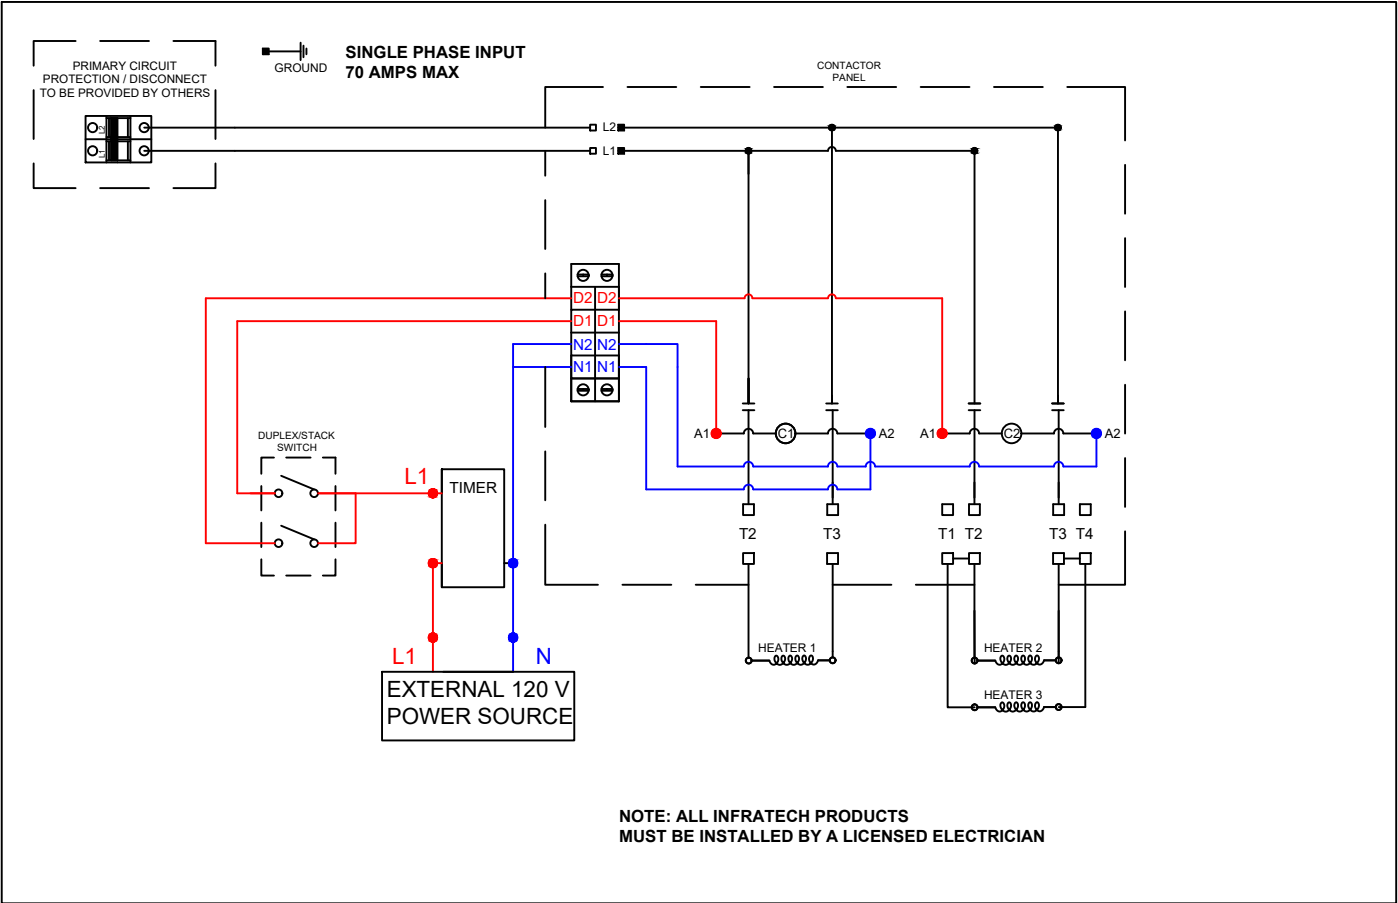 PRIMARY CIRCUIT
PROTECTION / DISCONNECT
TO BE PROVIDED BY OTHERS
L2
L1
GROUND
SINGLE PHASE INPUT
70 AMPS MAX
CONTACTOR
PANEL
L2
L1
D2 D2
D1 D1
N2 N2
N1 N1
A1 C1 A2
A1 C2 A2
DUPLEX/STACK
SWITCH
L1
TIMER
T2 T3
T1 T2 T3 T4
HEATER 1
HEATER 2
HEATER 3
L1 N
EXTERNAL 120 V
POWER SOURCE
NOTE: ALL INFRATECH PRODUCTS
MUST BE INSTALLED BY A LICENSED ELECTRICIAN